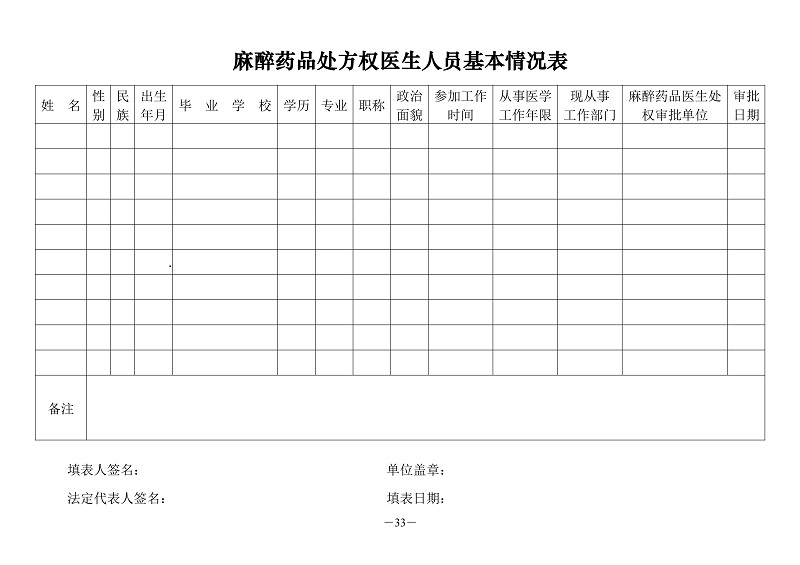 麻醉药品处方权医生人员基本情况表
姓 名 性别 民族 出生年月 毕 业 学 校 学历 专业 职称 政治面貌 参加工作时间 从事医学工作年限 现从事工作部门 麻醉药品医生处权审批单位 审批日期
备注
填表人签名： 单位盖章：
法定代表人签名： 填表日期：
－33－